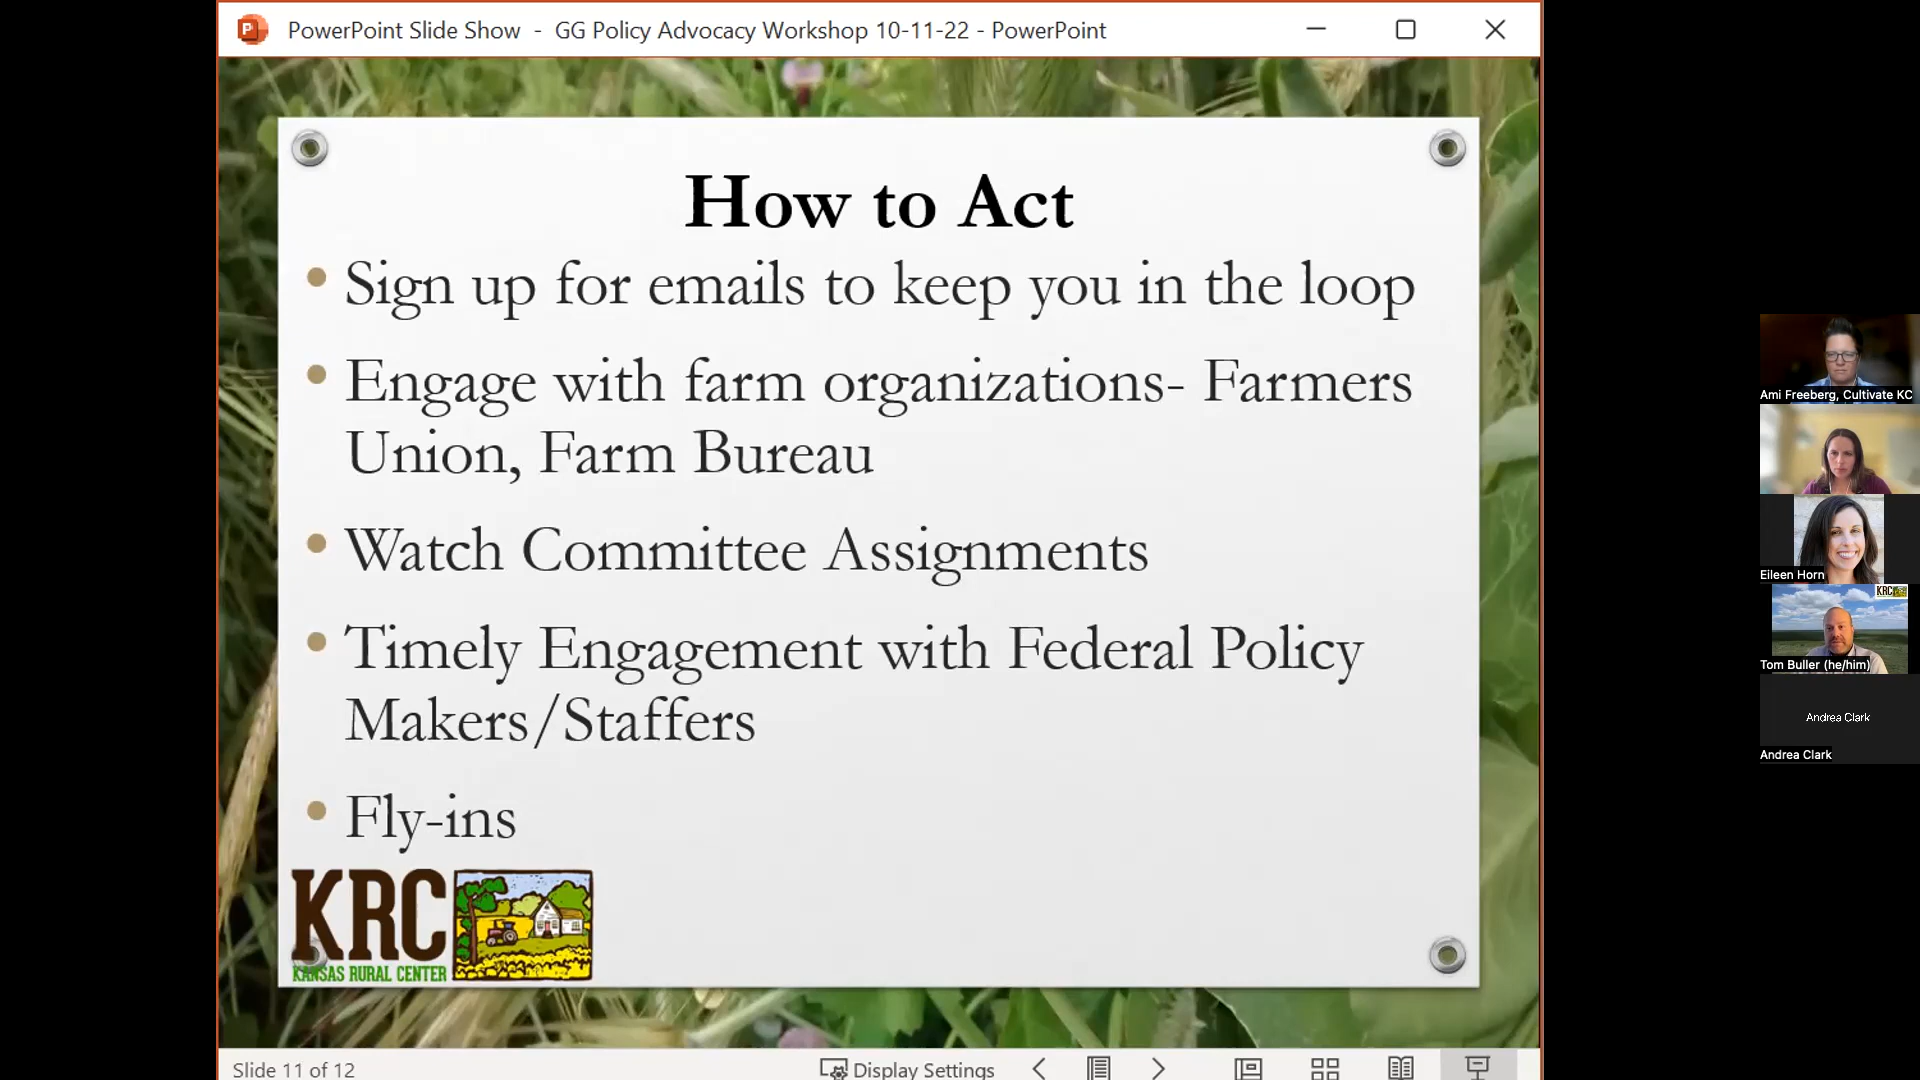 PowerPoint Slide Show - GG Policy Advocacy Workshop 10-11-22 - PowerPoint
How to Act
Sign up for emails to keep you in the loop
Engage with farm organizations- Farmers
Union, Farm Bureau
Watch Committee Assignments
Timely Engagement with Federal Policy
Makers/Staffers
Fly-ins
KRC
KANSAS RURAL CENTER
Slide 11 of 12
Display Settings
Ami Freeberg, Cultivate KC
Eileen Horn
KRC
Tom Buller (he/him)
Andrea Clark
Andrea Clark